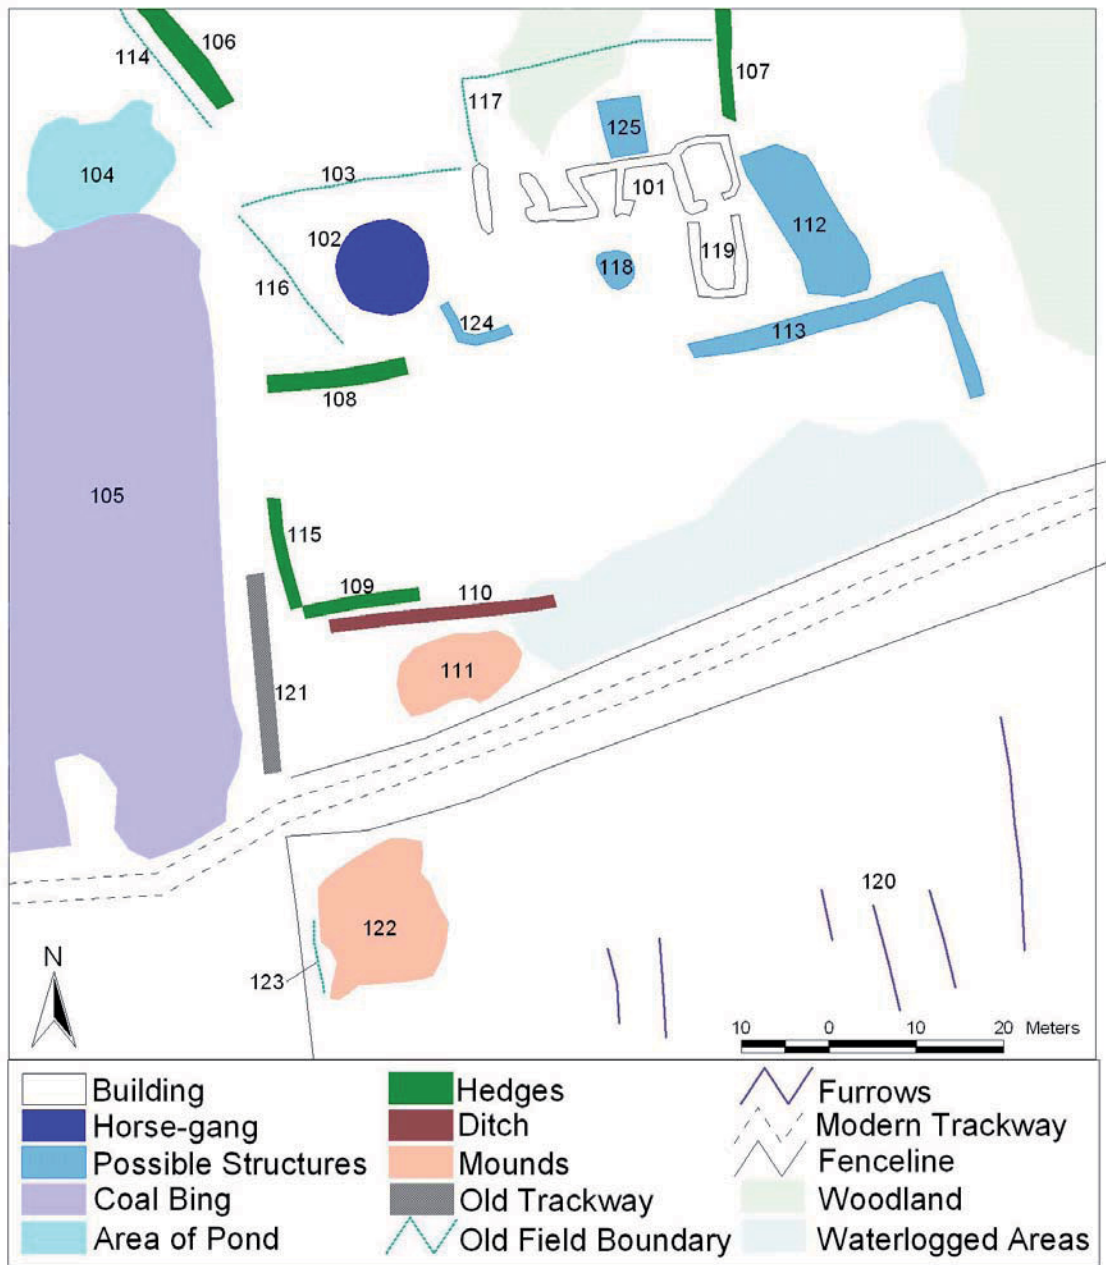 106
114
107
117
125
104
103
101
102
112
119
118
116
124
113
108
105
115
109
110
111
121
120
122
123
N
10 0 10 20 Meters
Building
Horse-gang
Possible Structures
Coal Bing
Area of Pond
Hedges
Ditch
Mounds
Old Trackway
Old Field Boundary
Furrows
Modern Trackway
Fenceline
Woodland
Waterlogged Areas